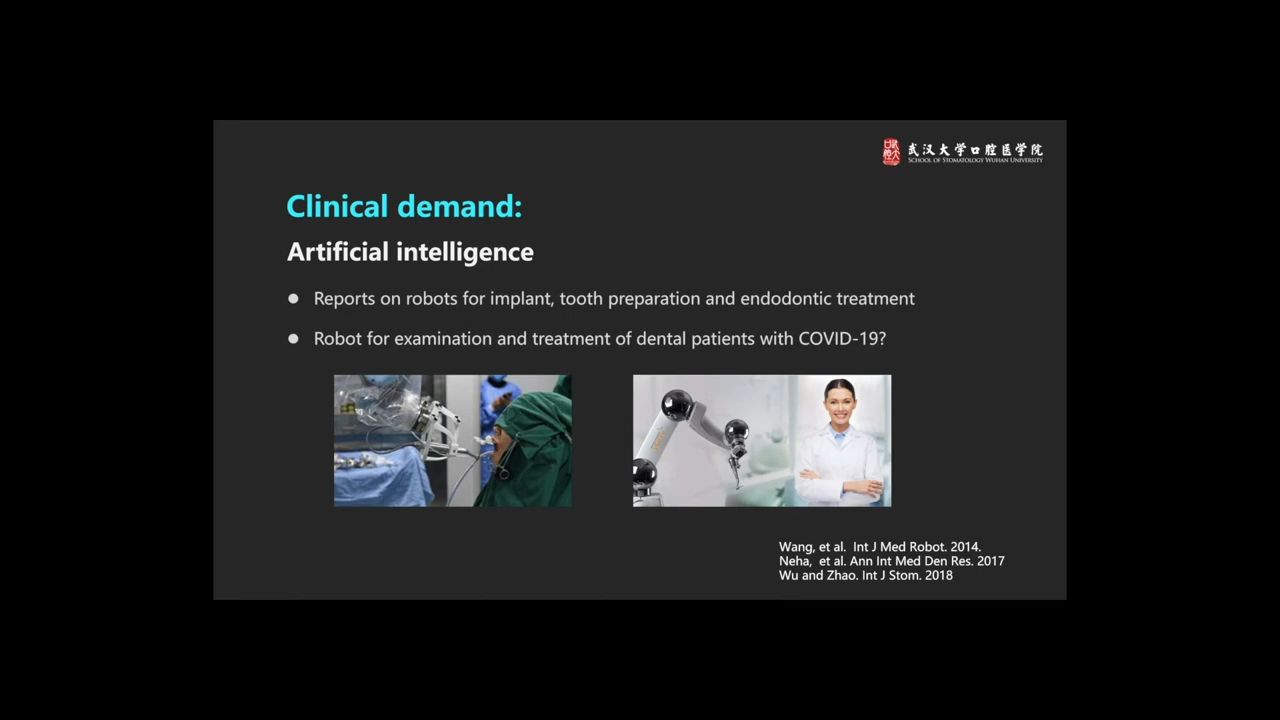 武汉大学口腔医学院
SCHOOL OF STOMATOLOGY WUHAN UNIVERSITY
Clinical demand:
Artificial intelligence
● Reports on robots for implant, tooth preparation and endodontic treatment
● Robot for examination and treatment of dental patients with COVID-19?
Wang, et al. Int J Med Robot. 2014.
Neha, et al. Ann Int Med Den Res. 2017
Wu and Zhao. Int J Stom. 2018